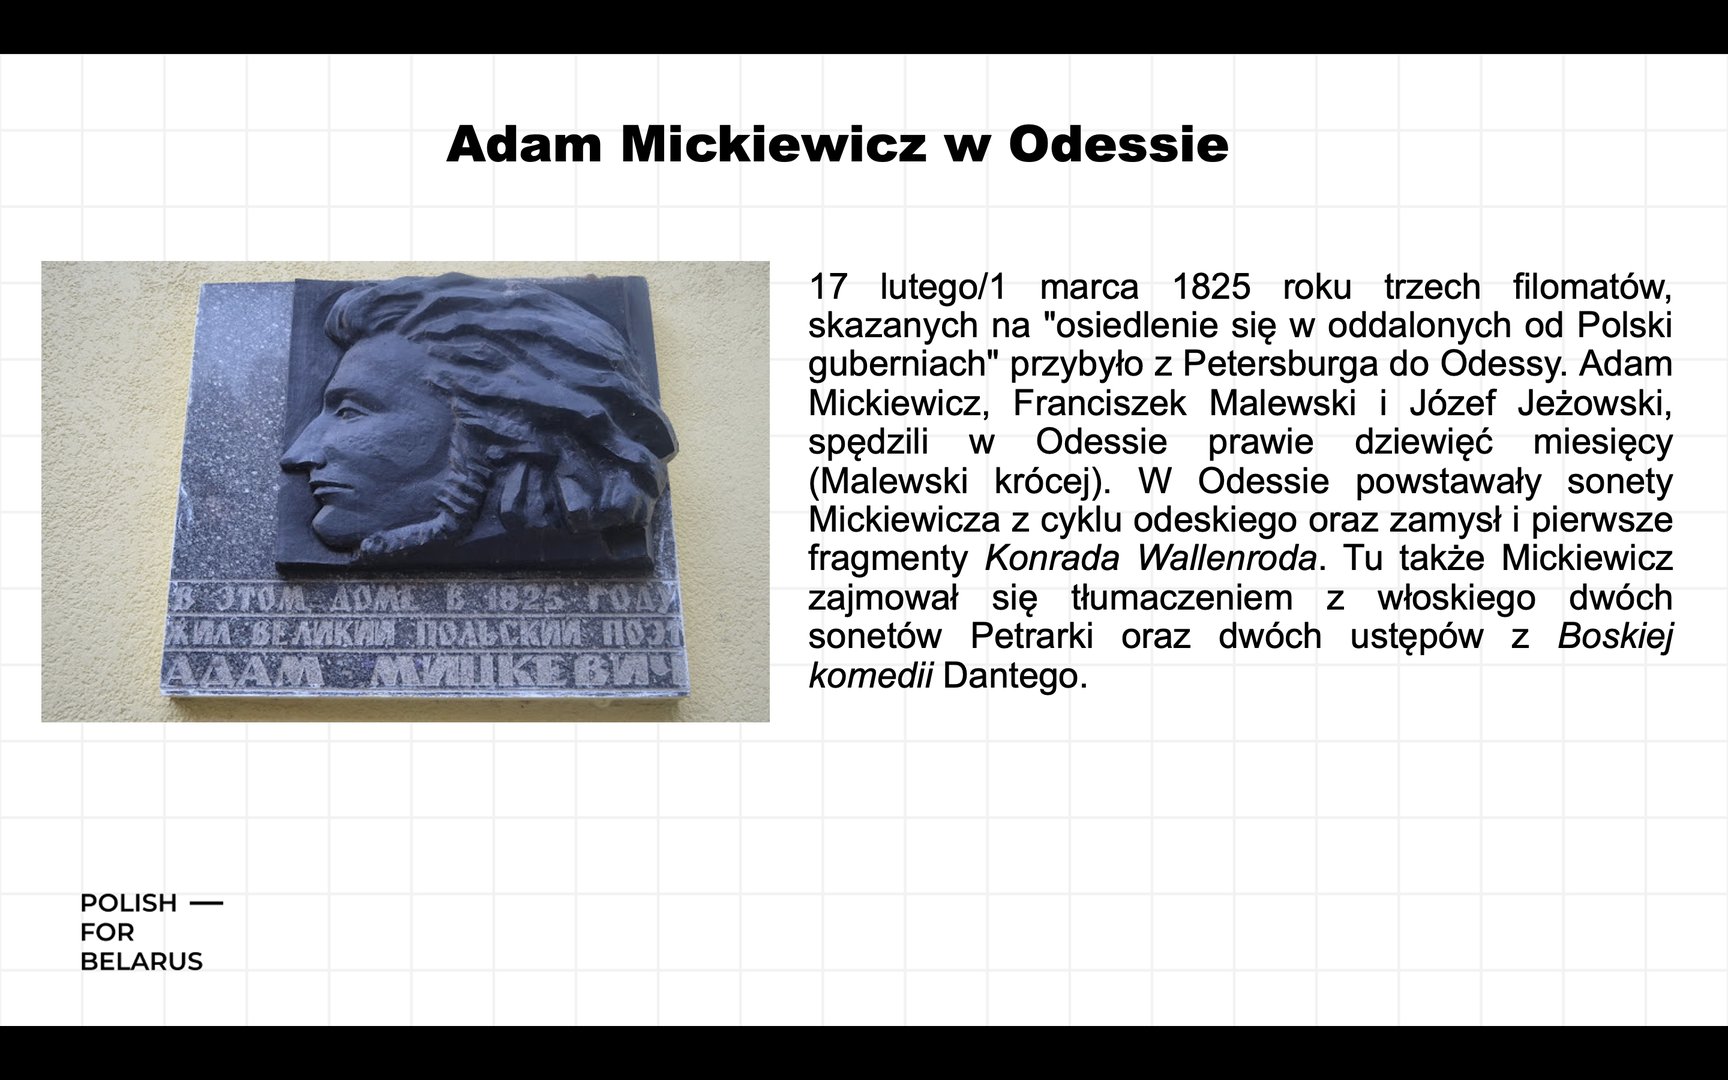 Adam Mickiewicz w Odessie
17 lutego/1 marca 1825 roku trzech filomatów,
skazanych na "osiedlenie się w oddalonych od Polski
guberniach" przybyło z Petersburga do Odessy. Adam
Mickiewicz, Franciszek Malewski i Józef Jeżowski,
spędzili w Odessie prawie dziewięć miesięcy
(Malewski krócej). W Odessie powstawały sonety
Mickiewicza z cyklu odeskiego oraz zamysł i pierwsze
fragmenty Konrada Wallenroda. Tu także Mickiewicz
zajmował się tłumaczeniem z włoskiego dwóch
sonetów Petrarki oraz dwóch ustępów z Boskiej
komedii Dantego.
В ЭТОМ ДОМЕ В 1825 ГОДУ
ЖИЛ ВЕЛИКИЙ ПОЛЬСКИЙ ПОЭТ
АДАМ МИЦКЕВИЧ
POLISH —
FOR
BELARUS